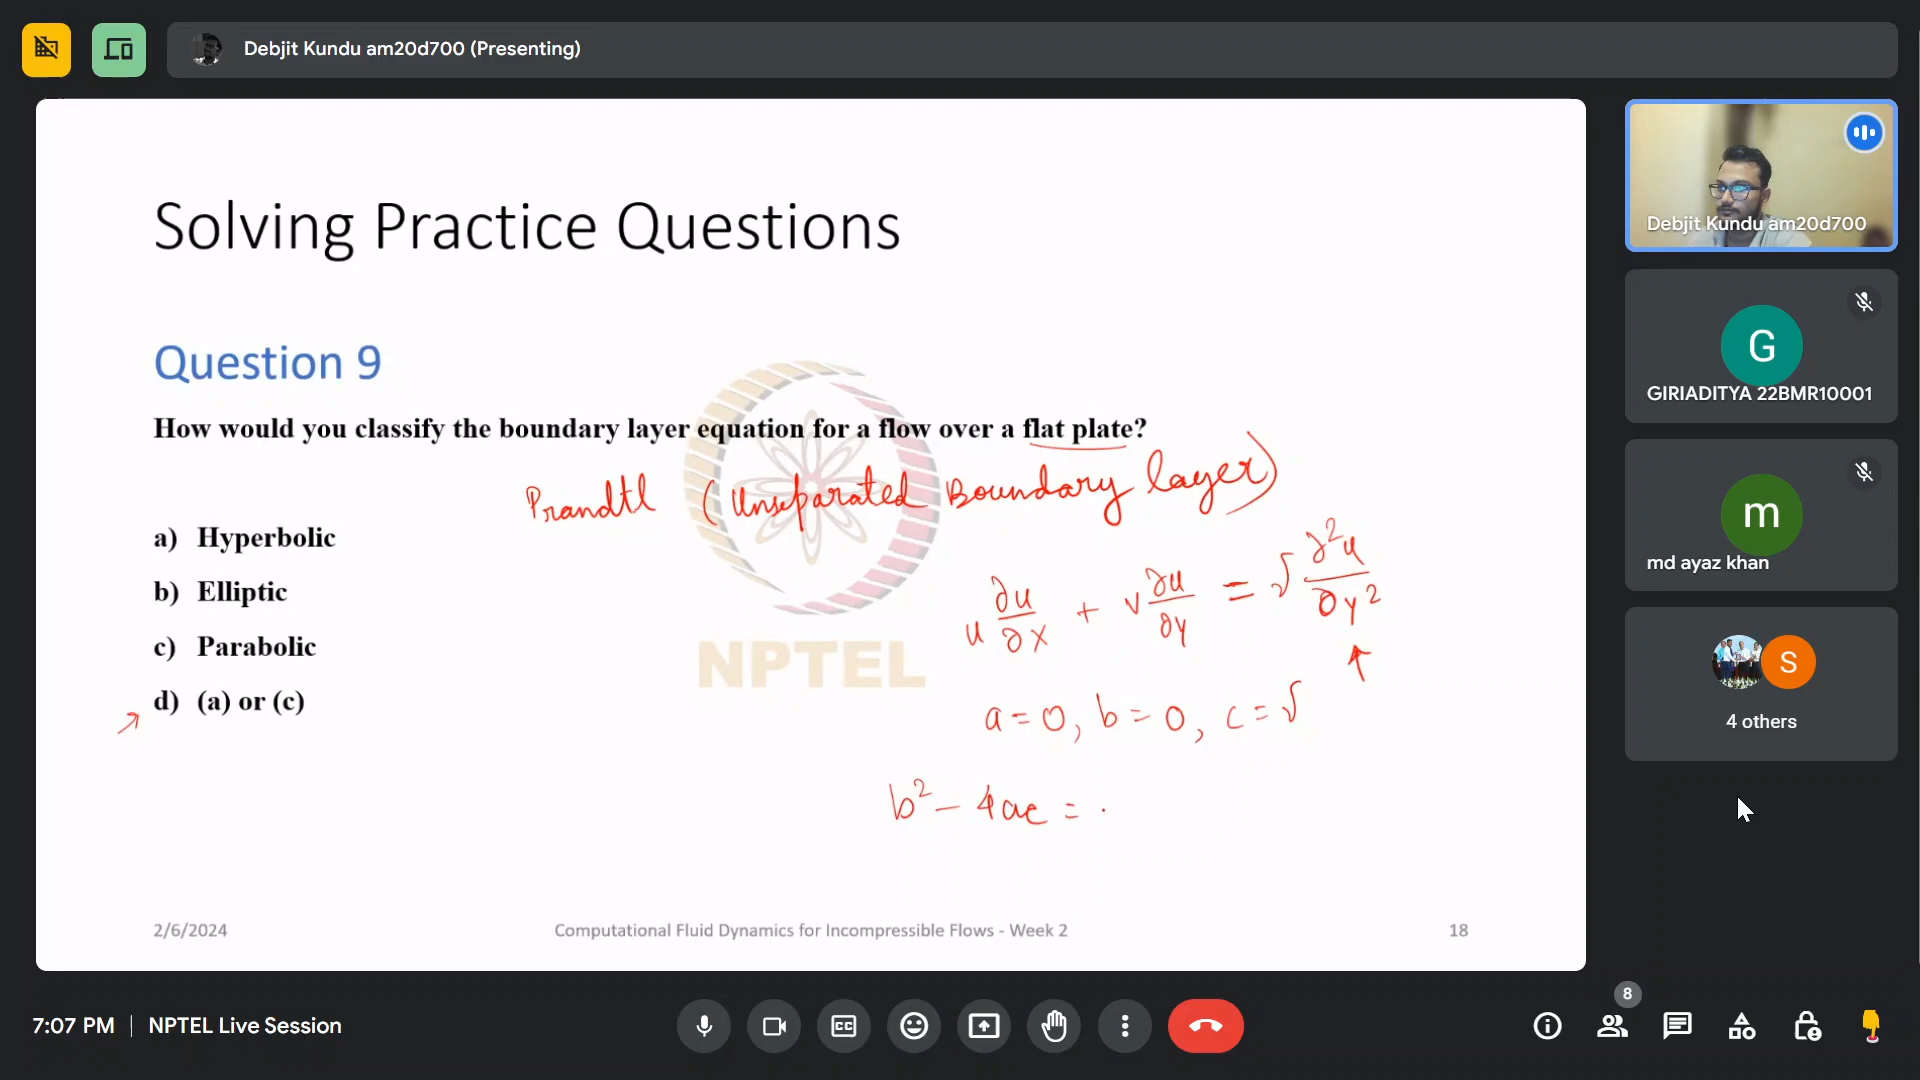 Debjit Kundu am20d700 (Presenting)
Solving Practice Questions
Question 9
How would you classify the boundary layer equation for a flow over a flat plate?
Prandtl (Unseparated Boundary layer)
a) Hyperbolic
b) Elliptic
c) Parabolic
d) (a) or (c)
u ∂u/∂x + v ∂u/∂y = √ ∂²u/∂y²
↑
a = 0, b = 0, c = √
b² - 4ac = .
NPTEL
2/6/2024
Computational Fluid Dynamics for Incompressible Flows - Week 2
18
Debjit Kundu am20d700
G
GIRIADITYA 22BMR10001
m
md ayaz khan
S
4 others
7:07 PM | NPTEL Live Session
CC
8